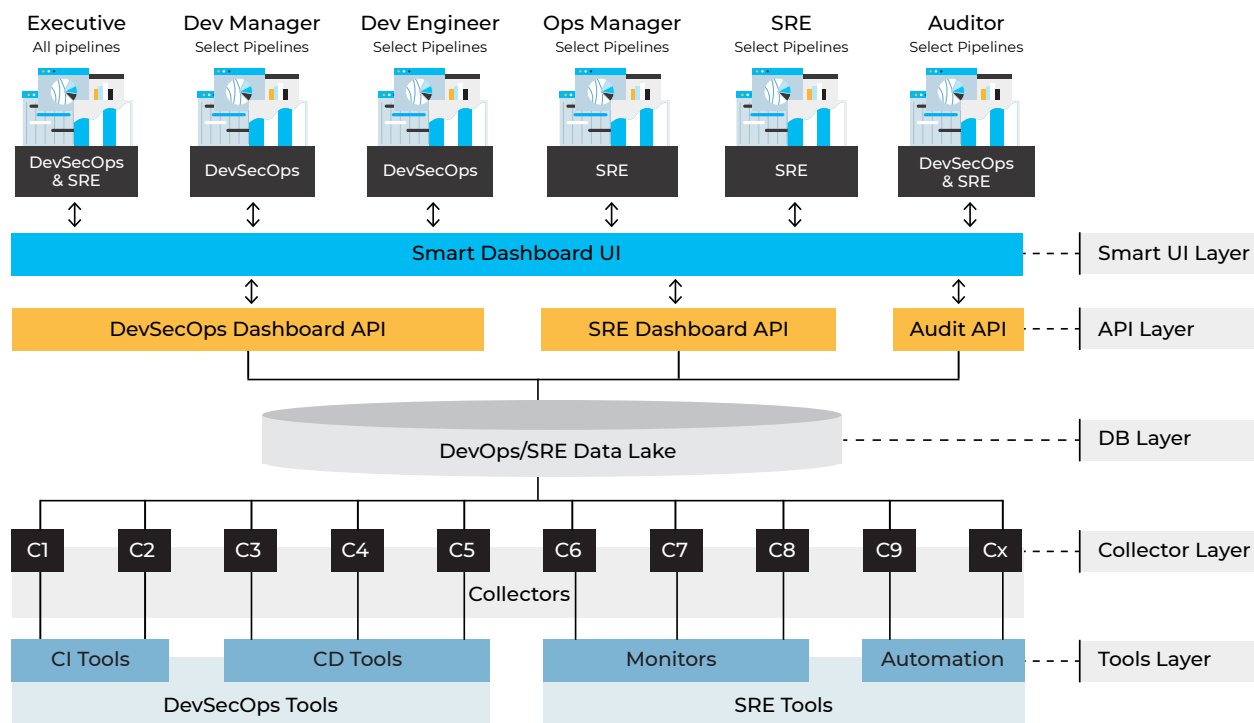 Executive
All pipelines
Dev Manager
Select Pipelines
Dev Engineer
Select Pipelines
Ops Manager
Select Pipelines
SRE
Select Pipelines
Auditor
Select Pipelines
DevSecOps
& SRE
DevSecOps
DevSecOps
SRE
SRE
DevSecOps
& SRE
Smart Dashboard UI
Smart UI Layer
DevSecOps Dashboard API
SRE Dashboard API
Audit API
API Layer
DevOps/SRE Data Lake
DB Layer
C1
C2
C3
C4
C5
C6
C7
C8
C9
Cx
Collector Layer
Collectors
CI Tools
CD Tools
Monitors
Automation
Tools Layer
DevSecOps Tools
SRE Tools